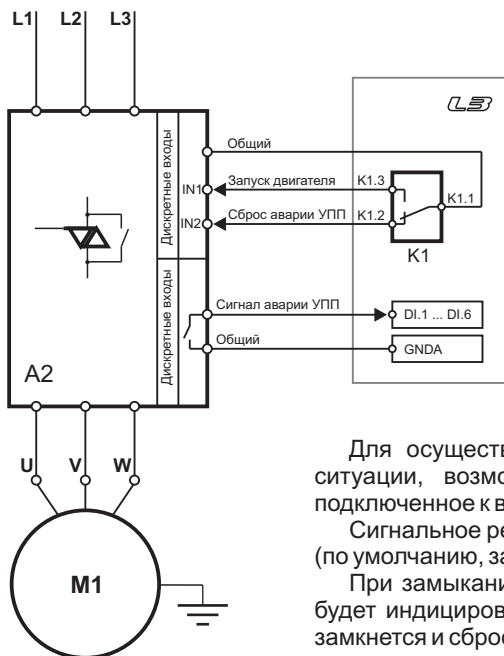 L1 L2 L3
Дискретные входы
Общий
IN1
Запуск двигателя
K1.3
K1.1
IN2
Сброс аварии УПП
K1.2
K1
Дискретные входы
Сигнал аварии УПП
DI.1 ... DI.6
Общий
GNDA
A2
U V W
M1
Для осуществ
ситуации, возмо
подключенное к в
Сигнальное ре
(по умолчанию, за
При замыкани
будет индициров
замкнется и сброс